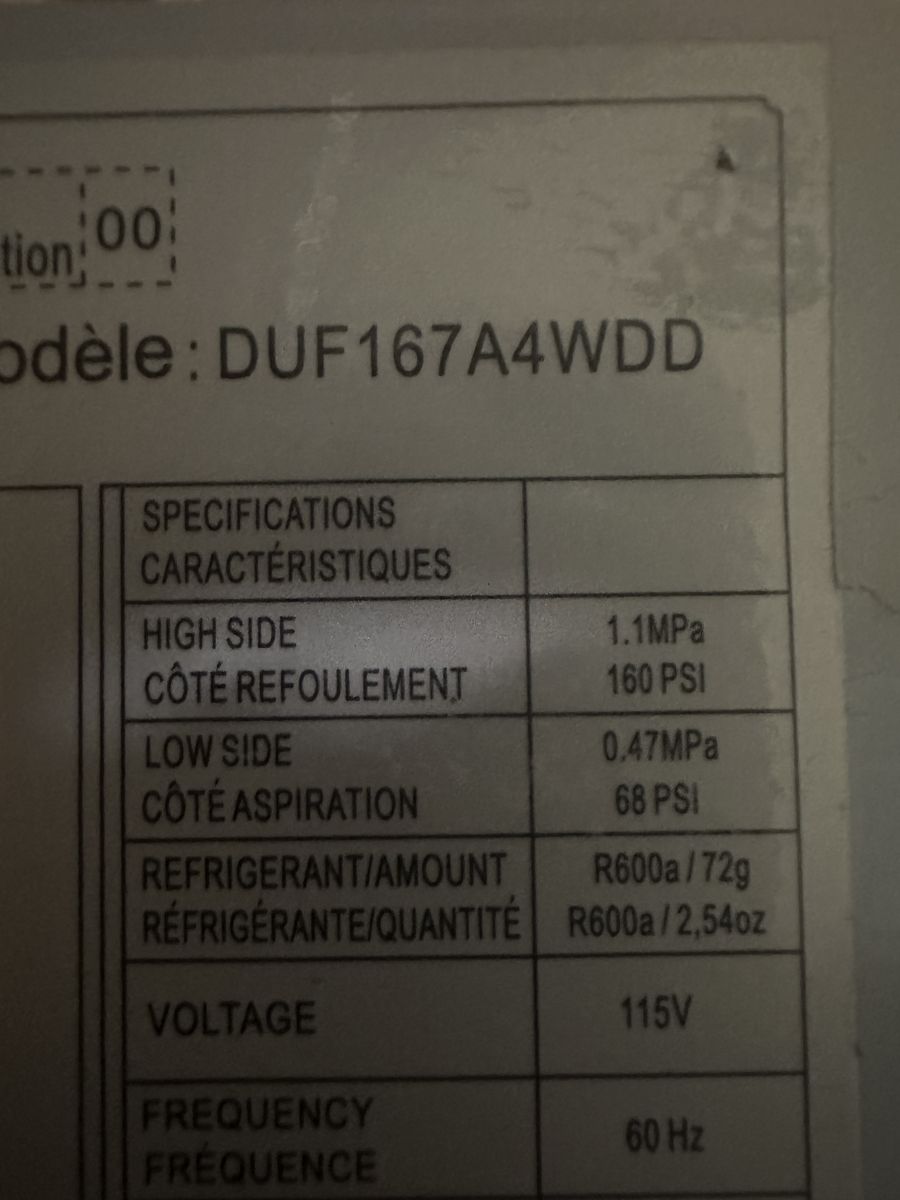 00
tion
odèle : DUF167A4WDD
SPECIFICATIONS
CARACTÉRISTIQUES
HIGH SIDE
CÔTÉ REFOULEMENT
1.1MPa
160 PSI
LOW SIDE
CÔTÉ ASPIRATION
0.47MPa
68 PSI
REFRIGERANT/AMOUNT
RÉFRIGÉRANTE/QUANTITÉ
R600a / 72g
R600a / 2,54oz
VOLTAGE
115V
FREQUENCY
FRÉQUENCE
60 Hz